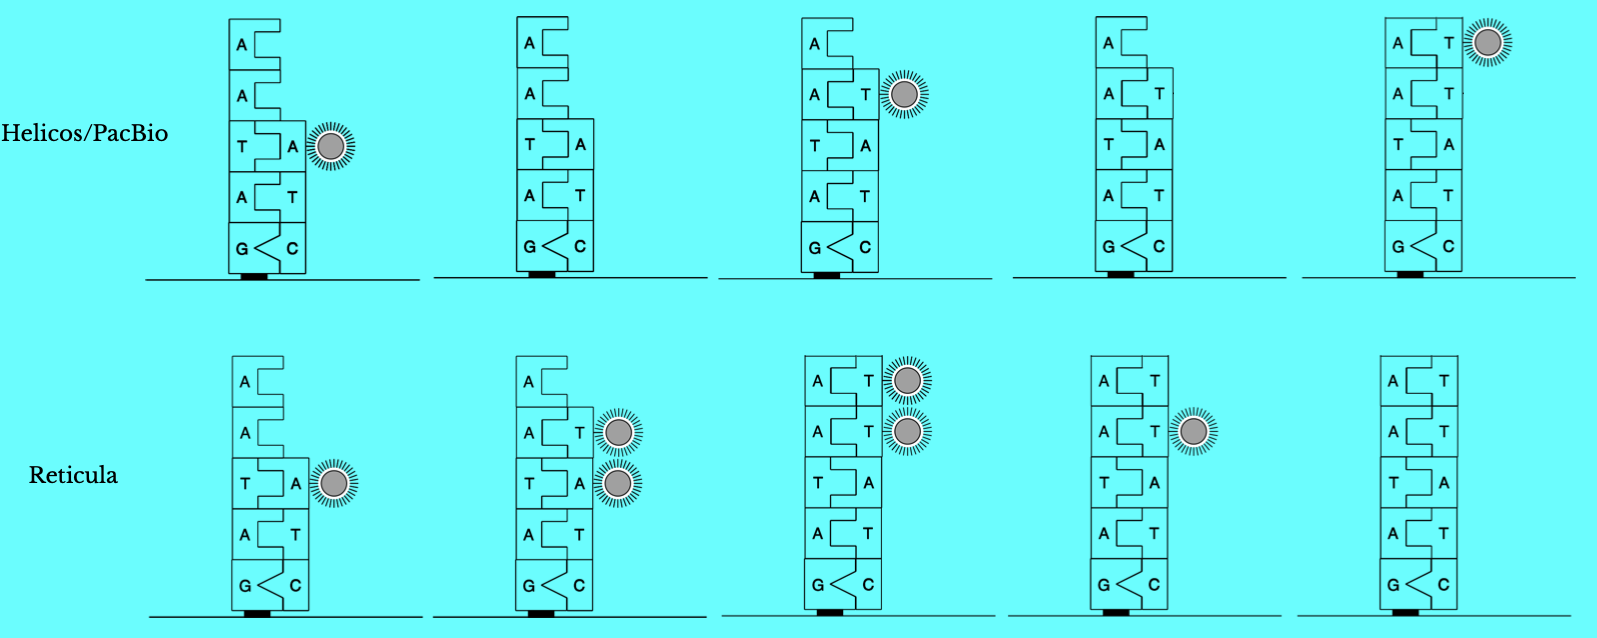 A A A A A T
A A A T A T A T
Helicos/PacBio T A T A T A T A T A
A T A T A T A T A T
G C G C G C G C G C
A A A T A T A T
A A T A T A T A T
Reticula T A T A T A T A T A
A T A T A T A T A T
G C G C G C G C G C